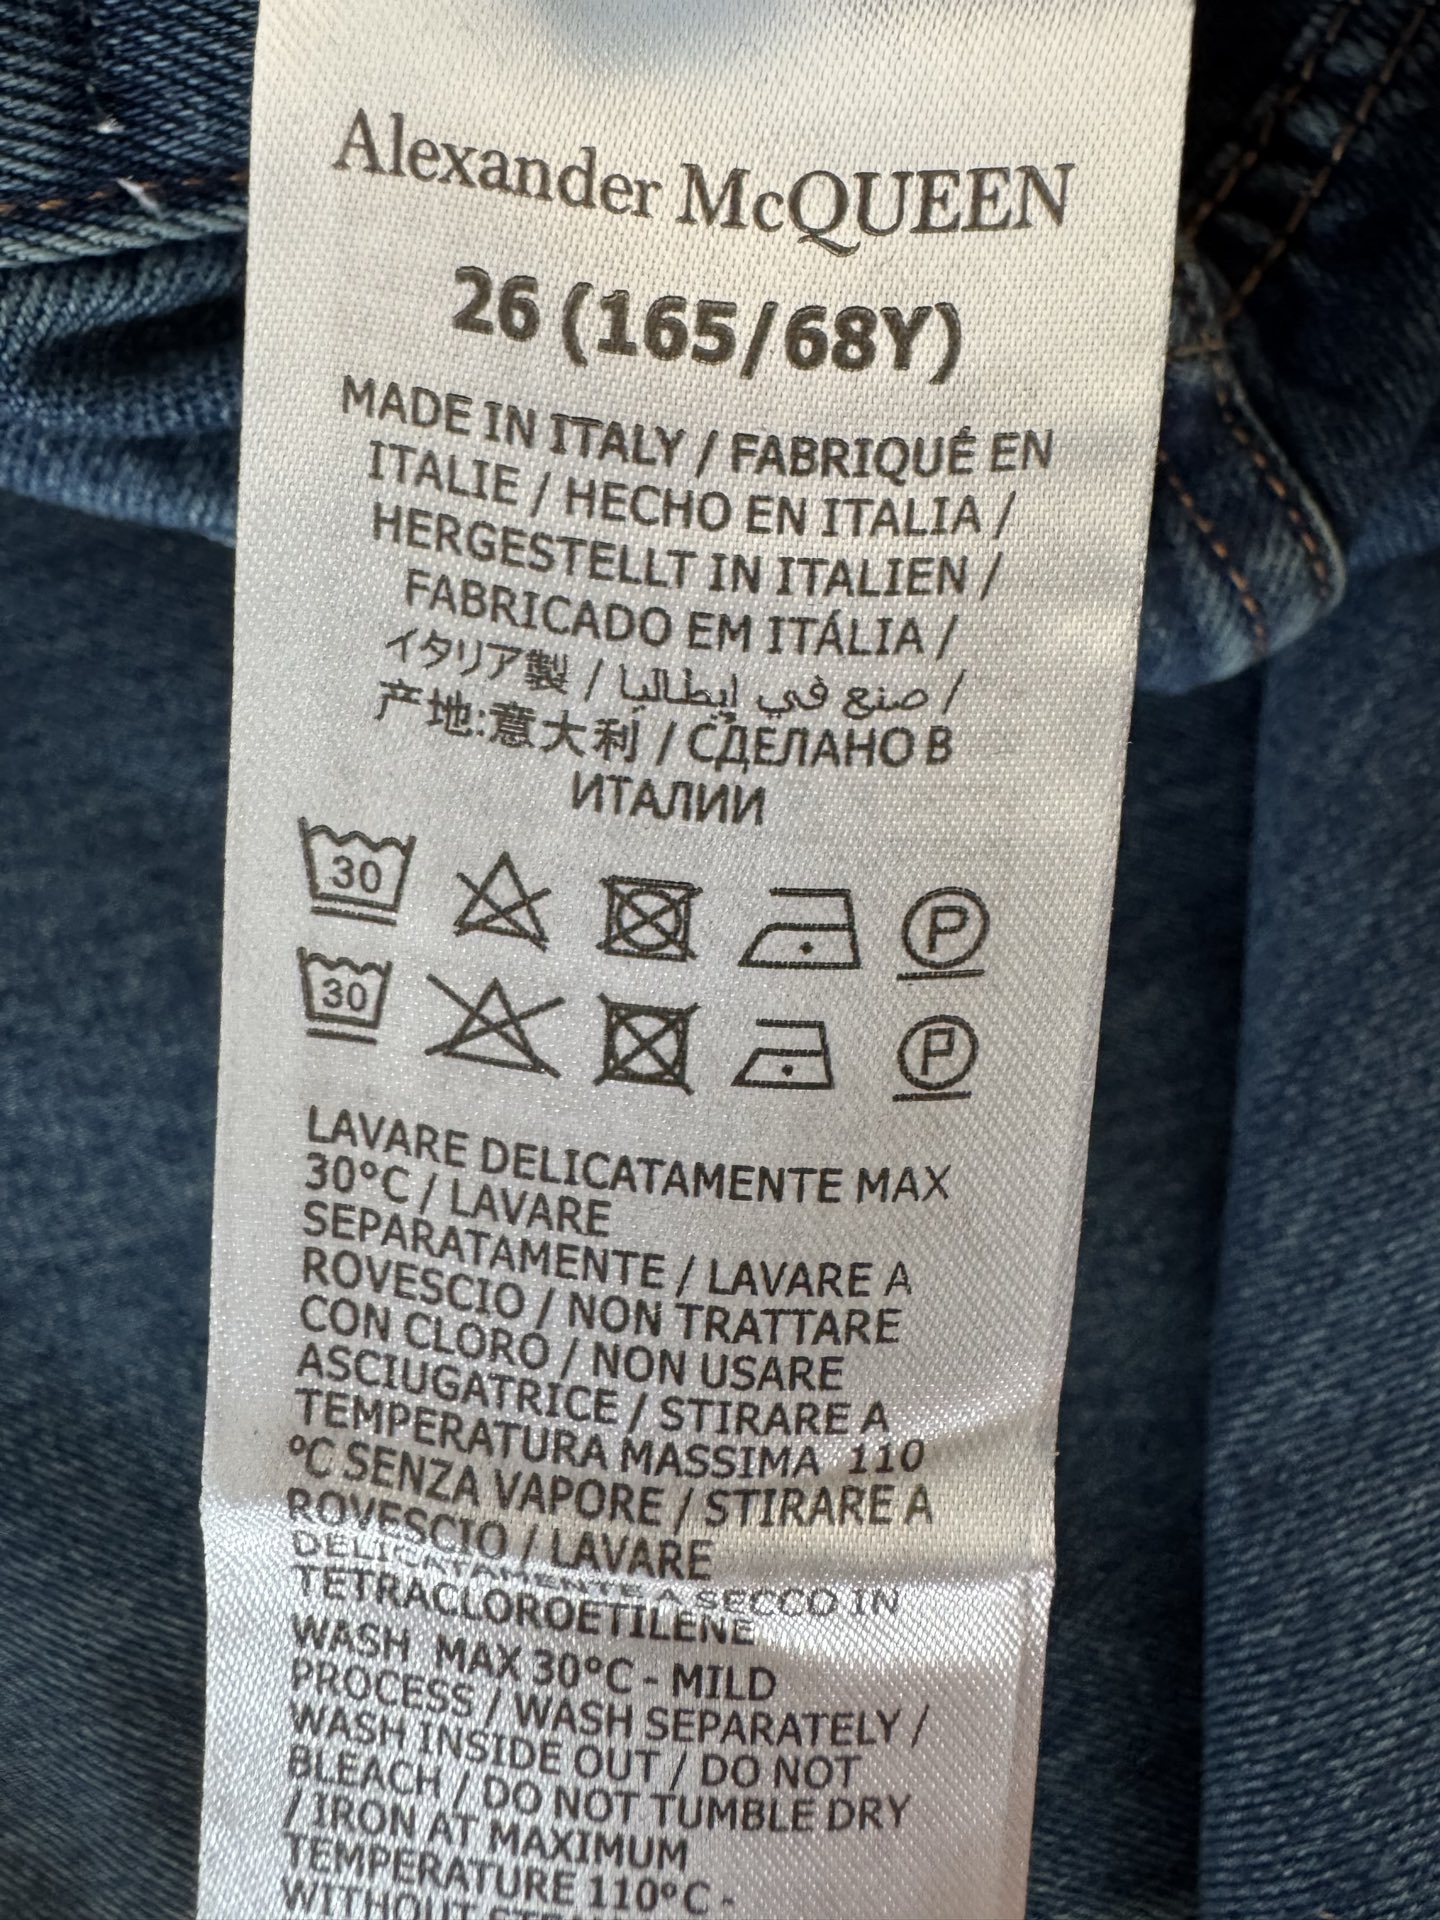 Alexander McQUEEN
26 (165/68Y)
MADE IN ITALY / FABRIQUÉ EN
ITALIE / HECHO EN ITALIA /
HERGESTELLT IN ITALIEN /
FABRICADO EM ITÁLIA /
イタリア製 / صنع في إيطاليا /
产地:意大利 / СДЕЛАНО В
ИТАЛИИ
30 P
30 P
LAVARE DELICATAMENTE MAX
30°C / LAVARE
SEPARATAMENTE / LAVARE A
ROVESCIO / NON TRATTARE
CON CLORO / NON USARE
ASCIUGATRICE / STIRARE A
TEMPERATURA MASSIMA 110
°C SENZA VAPORE / STIRARE A
ROVESCIO / LAVARE
DELICATAMENTE A SECCO IN
TETRACLOROETILENE
WASH MAX 30°C - MILD
PROCESS / WASH SEPARATELY /
WASH INSIDE OUT / DO NOT
BLEACH / DO NOT TUMBLE DRY
/ IRON AT MAXIMUM
TEMPERATURE 110°C -
WITHOUT